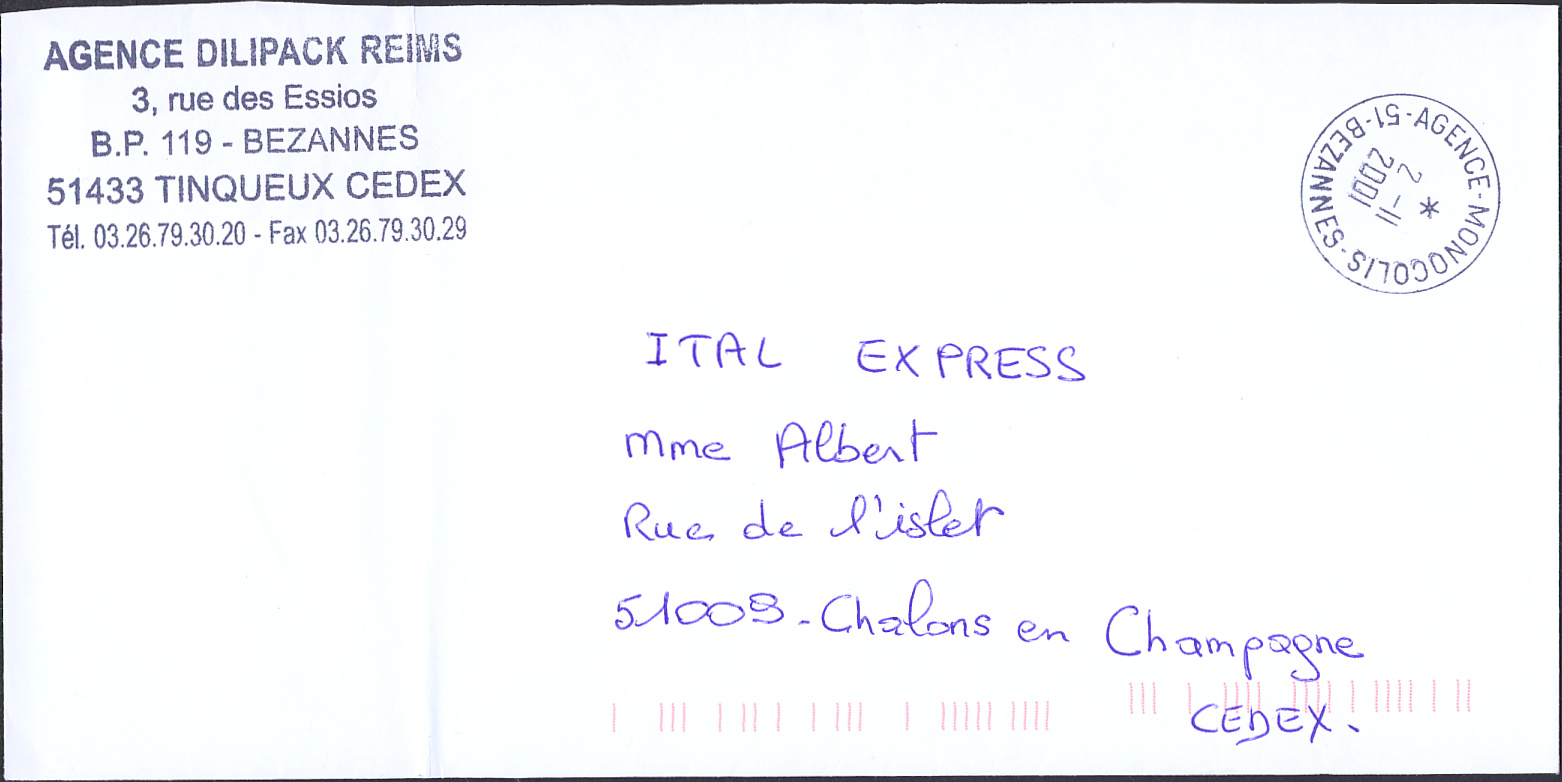 AGENCE DILIPACK REIMS
3, rue des Essios
B.P. 119 - BEZANNES
51433 TINQUEUX CEDEX
Tél. 03.26.79.30.20 - Fax 03.26.79.30.29
51-BEZANNES-51-AGENCE-MONOCOLIS
2 -11
2001
*
ITAL EXPRESS
Mme Albert
Rue de l'islet
51009 - Chalons en Champagne
CEDEX.